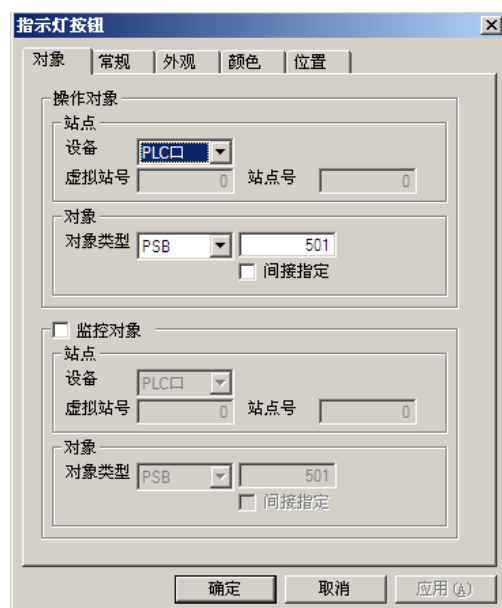 指示灯按钮
对象 常规 外观 颜色 位置
操作对象
站点
设备 PLC口
虚拟站号 0 站点号 0
对象
对象类型 PSB 501
间接指定
监控对象
站点
设备 PLC口
虚拟站号 0 站点号 0
对象
对象类型 PSB 501
间接指定
确定 取消 应用(A)